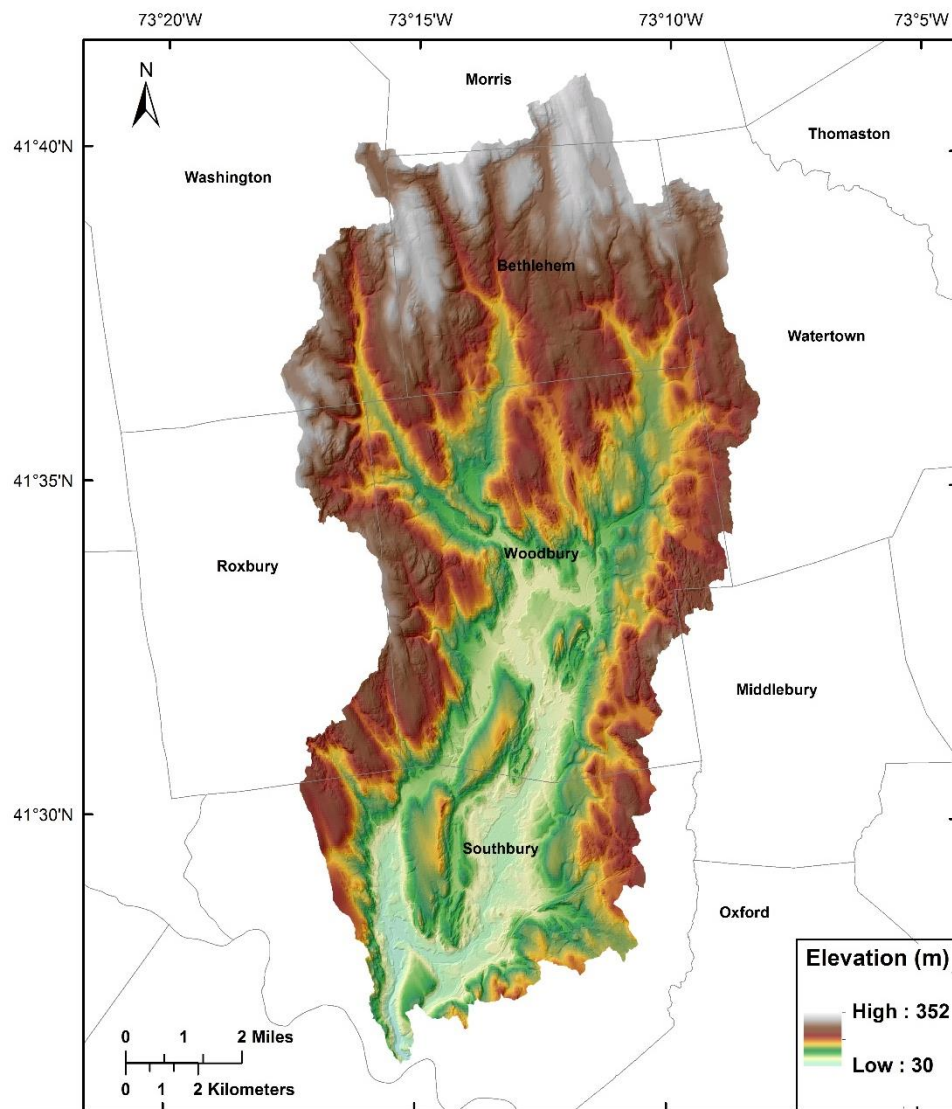 73°20'W 73°15'W 73°10'W 73°5'W
N
Morris
Thomaston
41°40'N
Washington
Bethlehem
Watertown
41°35'N
Woodbury
Roxbury
Middlebury
41°30'N
Southbury
Oxford
Elevation (m)
High : 352
Low : 30
0 1 2 Miles
0 1 2 Kilometers